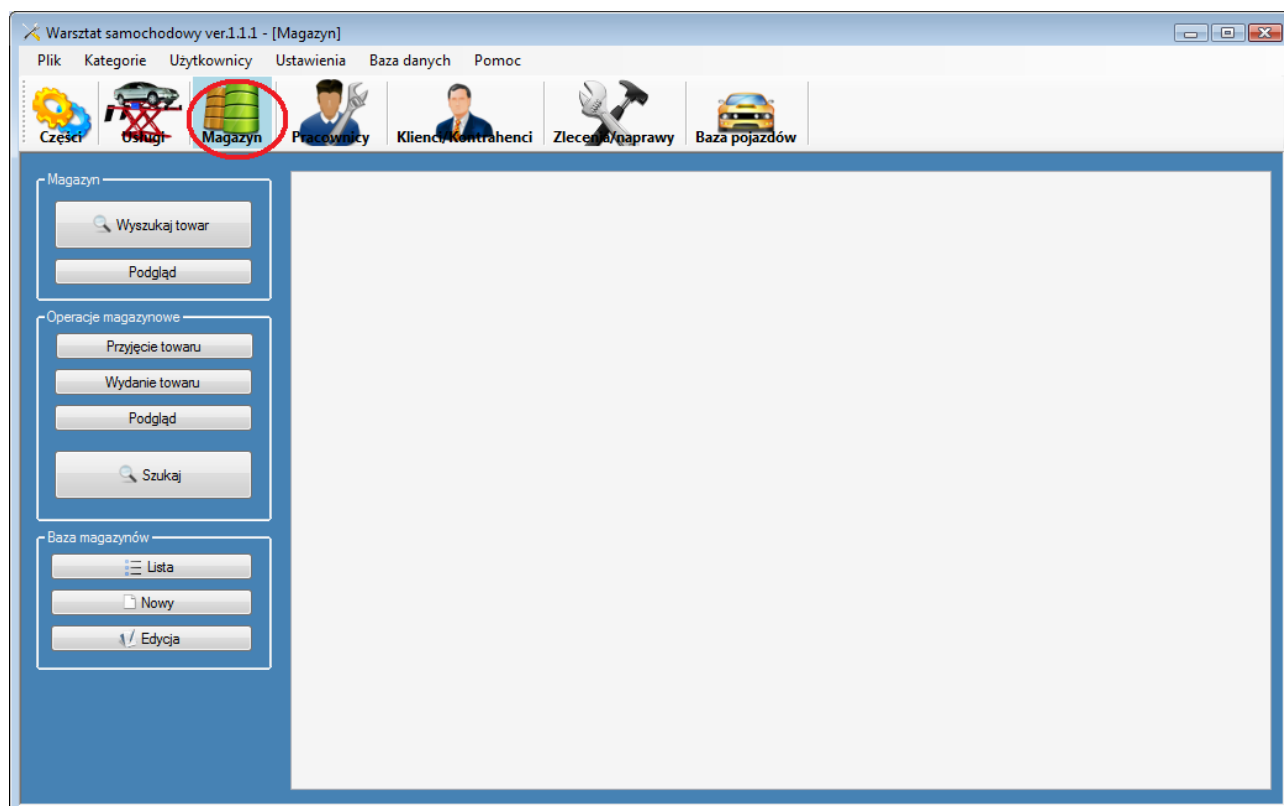 Warsztat samochodowy ver.1.1.1 - [Magazyn]
Plik Kategorie Użytkownicy Ustawienia Baza danych Pomoc
Części Usługi Magazyn Pracownicy Klienci/Kontrahenci Zlecenia/naprawy Baza pojazdów
Magazyn
Wyszukaj towar
Podgląd
Operacje magazynowe
Przyjęcie towaru
Wydanie towaru
Podgląd
Szukaj
Baza magazynów
Lista
Nowy
Edycja